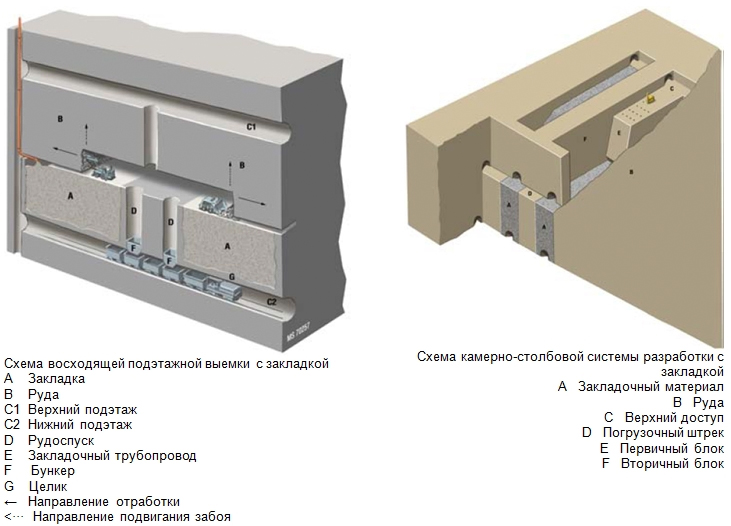 C1
B
B
A
D
D
A
F
F
G
C2
MS 70257
C
E
F
B
D
A
A
Схема восходящей подэтажной выемки с закладкой
A Закладка
B Руда
C1 Верхний подэтаж
C2 Нижний подэтаж
D Рудоспуск
E Закладочный трубопровод
F Бункер
G Целик
← Направление отработки
<··· Направление подвигания забоя
Схема камерно-столбовой системы разработки с
закладкой
A Закладочный материал
B Руда
C Верхний доступ
D Погрузочный штрек
E Первичный блок
F Вторичный блок